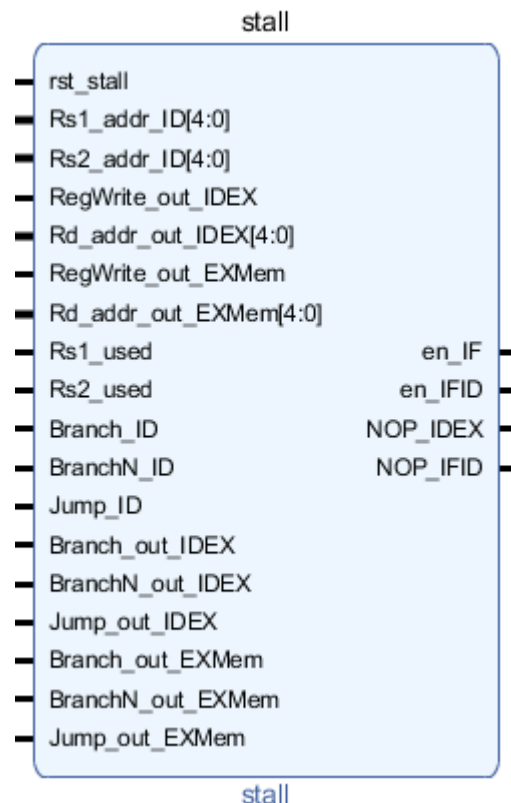 stall
rst_stall
Rs1_addr_ID[4:0]
Rs2_addr_ID[4:0]
RegWrite_out_IDEX
Rd_addr_out_IDEX[4:0]
RegWrite_out_EXMem
Rd_addr_out_EXMem[4:0]
Rs1_used en_IF
Rs2_used en_IFID
Branch_ID NOP_IDEX
BranchN_ID NOP_IFID
Jump_ID
Branch_out_IDEX
BranchN_out_IDEX
Jump_out_IDEX
Branch_out_EXMem
BranchN_out_EXMem
Jump_out_EXMem
stall